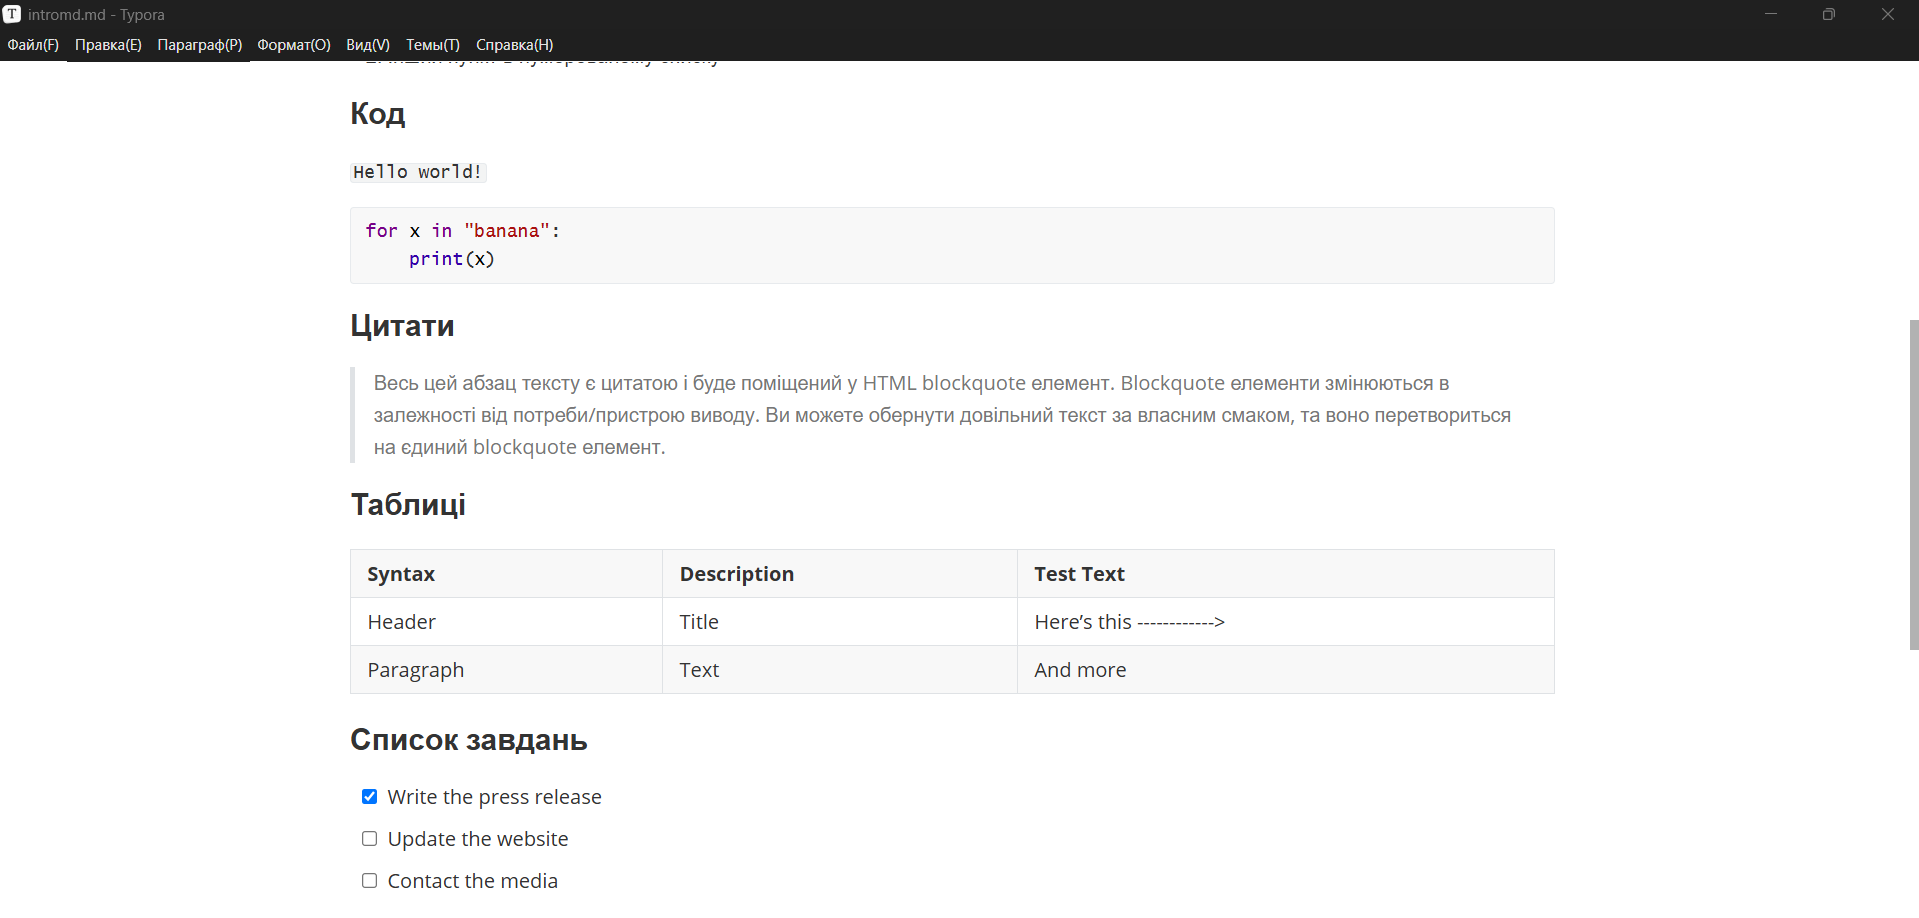 intromd.md - Typora
Файл(F) Правка(E) Параграф(P) Формат(O) Вид(V) Темы(T) Справка(H)
Код
Hello world!
for x in "banana":
    print(x)
Цитати
Весь цей абзац тексту є цитатою і буде поміщений у HTML blockquote елемент. Blockquote елементи змінюються в
залежності від потреби/пристрою виводу. Ви можете обернути довільний текст за власним смаком, та воно перетвориться
на єдиний blockquote елемент.
Таблиці
Syntax Description Test Text
Header Title Here’s this ------------>
Paragraph Text And more
Список завдань
Write the press release
Update the website
Contact the media